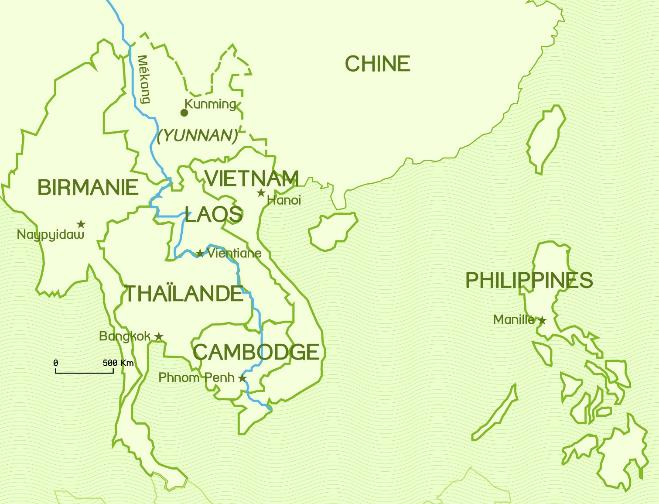 CHINE
Mékong
Kunming
(YUNNAN)
BIRMANIE
VIETNAM
Hanoi
LAOS
Naypyidaw
Vientiane
PHILIPPINES
THAÏLANDE
Manille
Bangkok
CAMBODGE
0 500 Km
Phnom-Penh